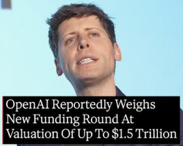 OpenAI Reportedly Weighs
New Funding Round At
Valuation Of Up To $1.5 Trillion